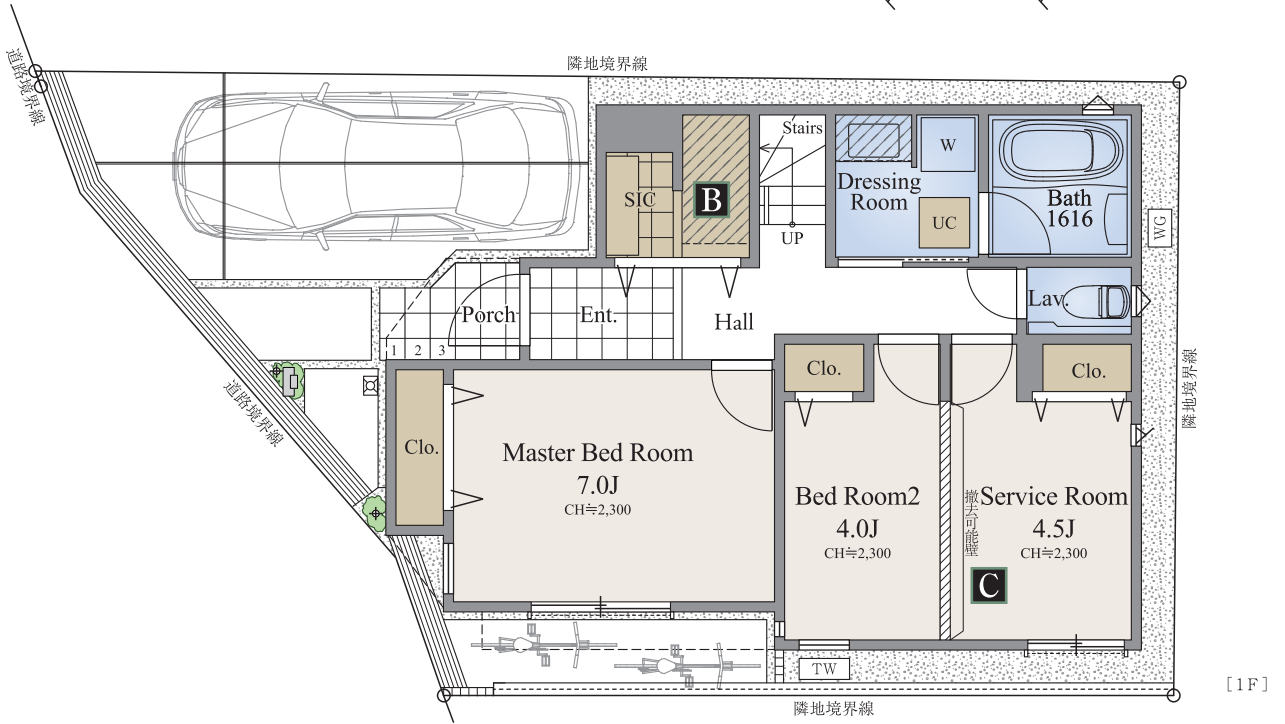 隣地境界線
道路境界線
Stairs
W
Dressing
Room
Bath
1616
SIC
B
UC
WG
UP
Lav.
Porch
Ent.
Hall
1 2 3
Clo.
Clo.
隣地境界線
道路境界線
Clo.
Master Bed Room
7.0J
CH≒2,300
Bed Room2
4.0J
CH≒2,300
撤去可能壁
Service Room
4.5J
CH≒2,300
C
TW
隣地境界線
[1F]